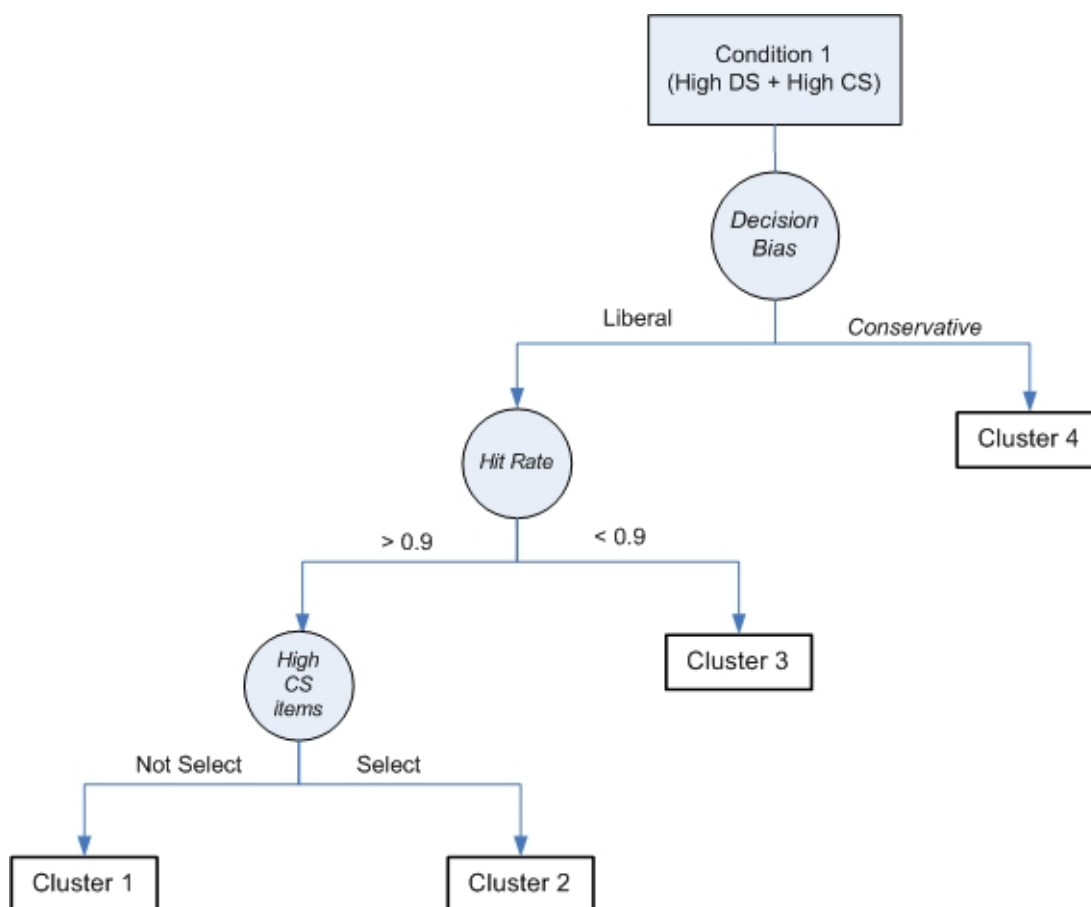 Condition 1
(High DS + High CS)
Decision
Bias
Liberal
Conservative
Cluster 4
Hit Rate
> 0.9
< 0.9
Cluster 3
High
CS
items
Not Select
Select
Cluster 1
Cluster 2